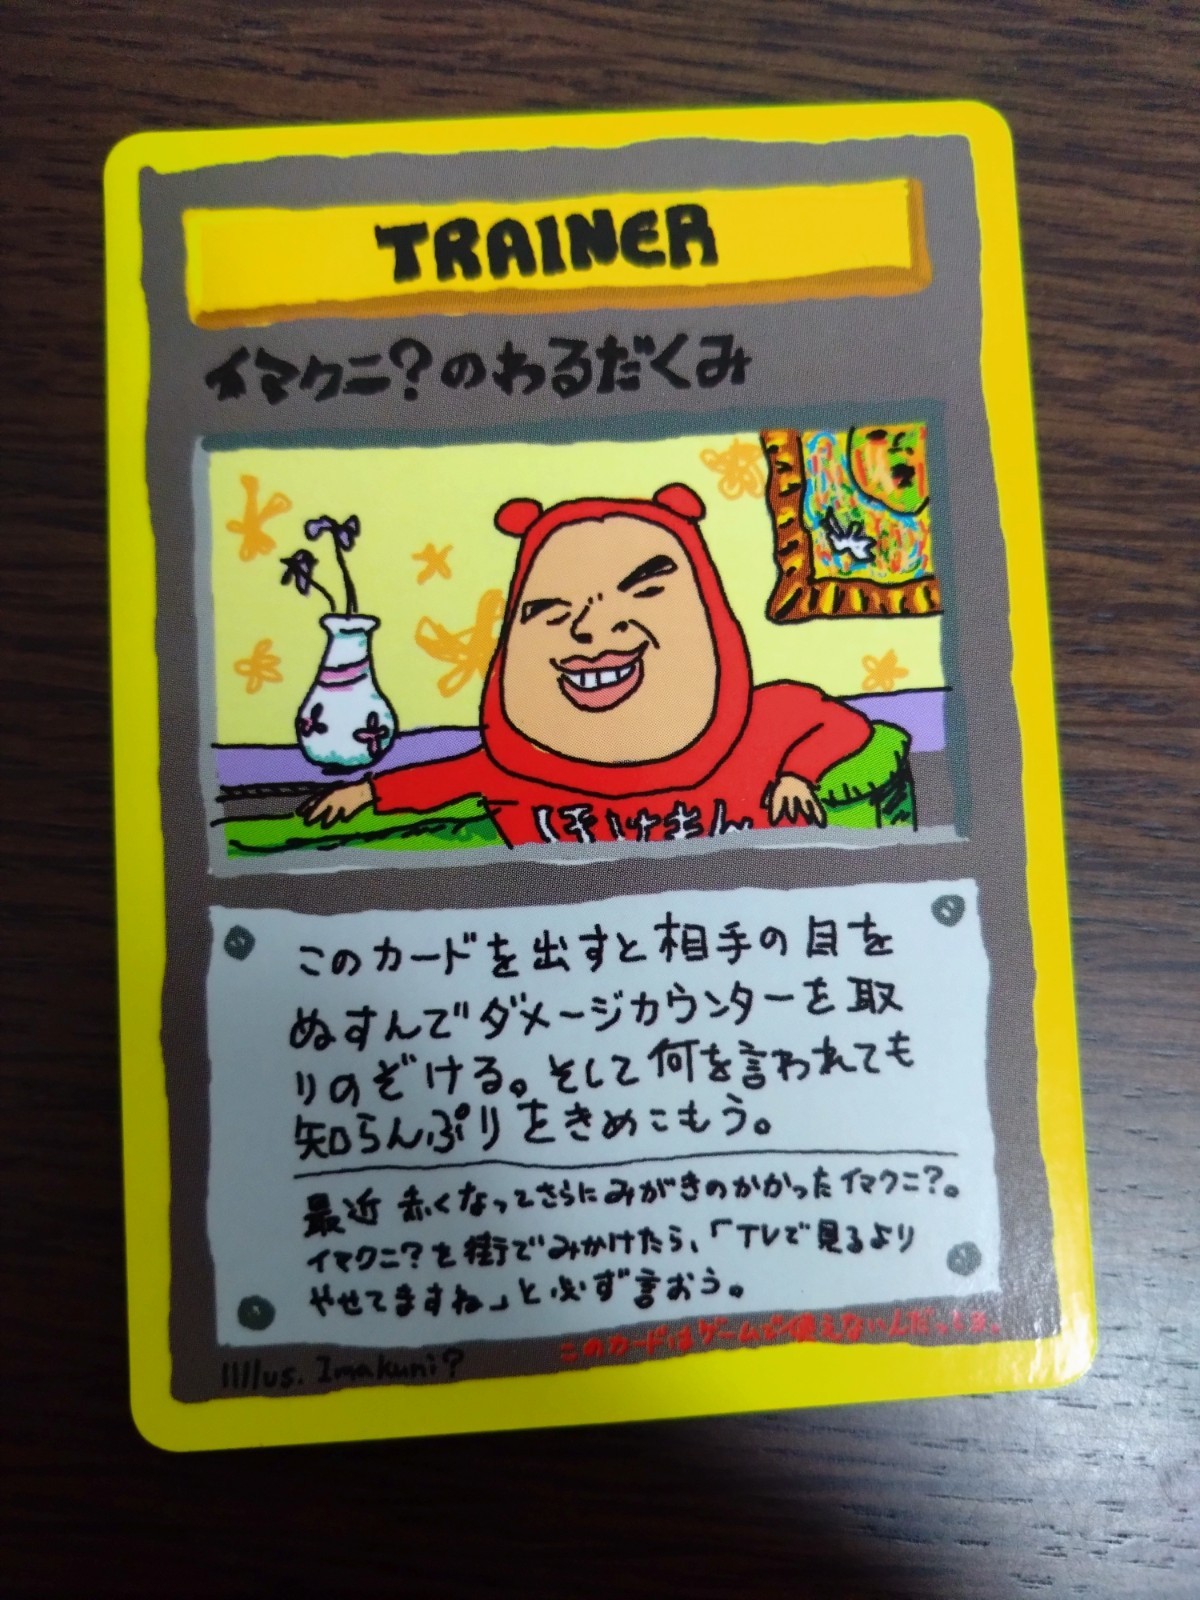 TRAINER
イマクニ?のわるだくみ
ほけまん
このカードを出すと相手の目を
ぬすんでダメージカウンターを取
りのぞける。そして何を言われても
知らんぷりをきめこもう。
最近 赤くなってさらにみがきのかかったイマクニ?。
イマクニ?を街でみかけたら、「TVで見るより
やせてますね」と必ず言おう。
このカードはゲームで使えないんだっしょ。
Illus. Imakuni?